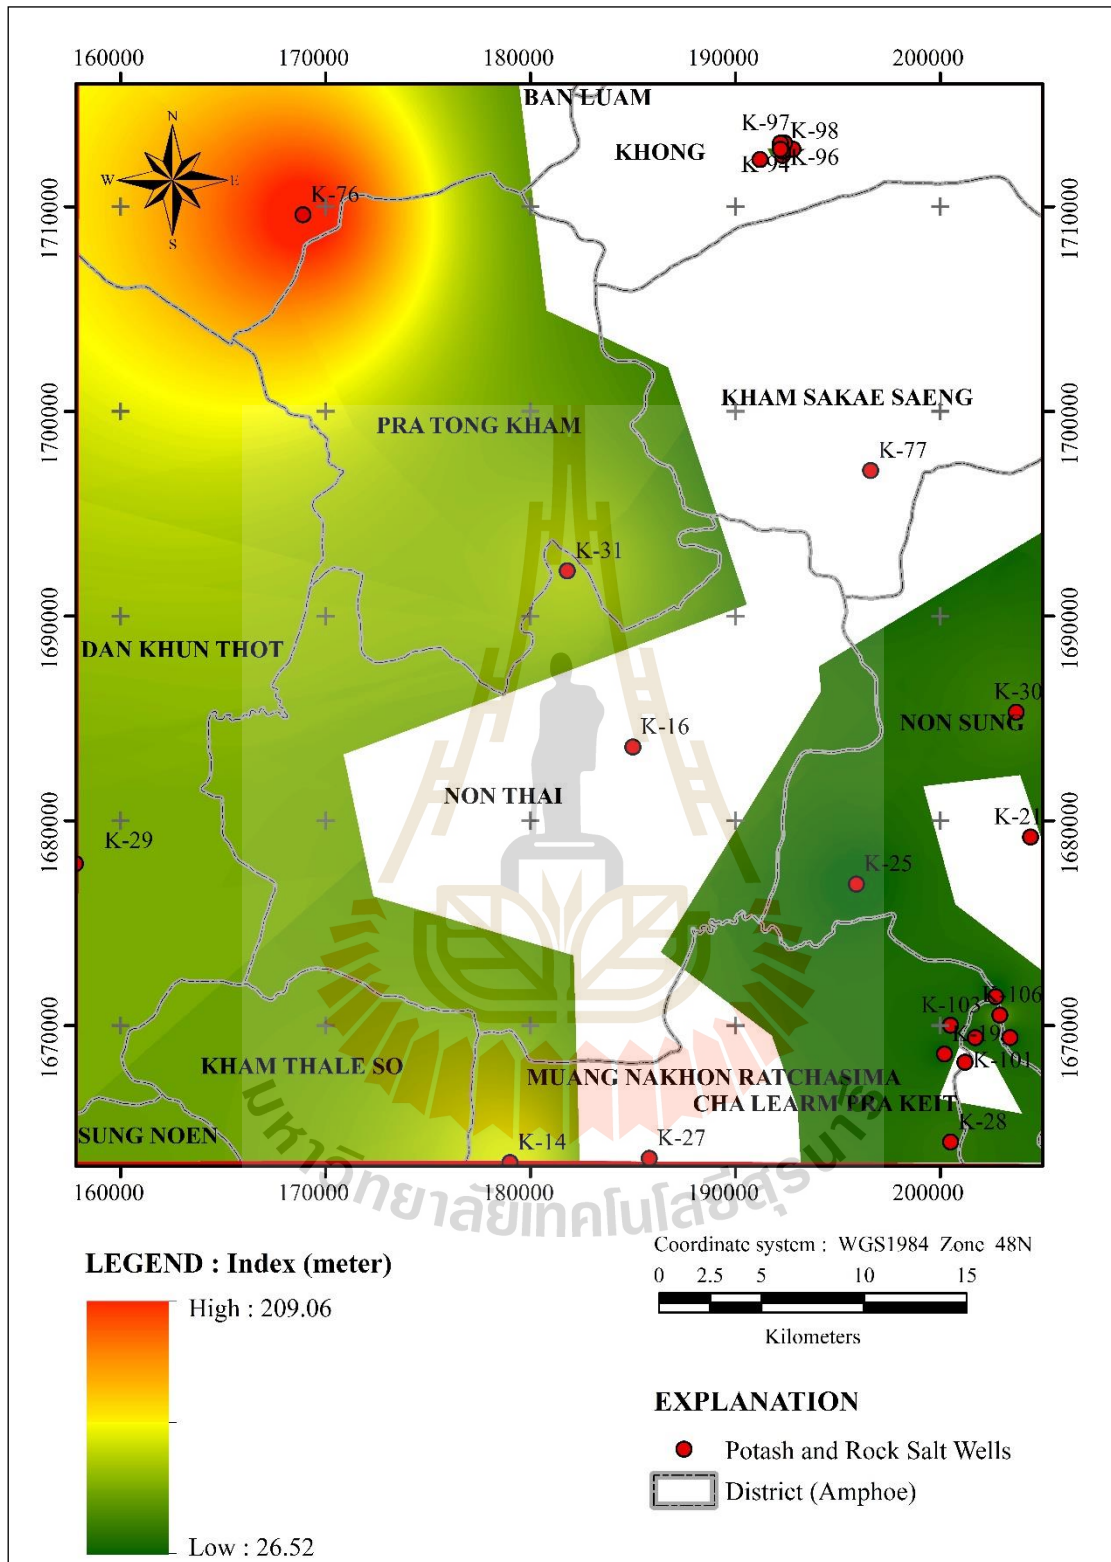 160000 170000 180000 190000 200000
BAN LUAM
K-97 K-98
KHONG
K-94 K-96
N
W E
S
K-76
1710000 1710000
1700000 1700000
KHAM SAKAE SAENG
PRA TONG KHAM
K-77
K-31
1690000 1690000
DAN KHUN THOT
K-30
NON SUNG
K-16
NON THAI
K-21
1680000 1680000
K-29
K-25
K-106
K-103
1670000 1670000
K-19
K-101
KHAM THALE SO
MUANG NAKHON RATCHASIMA
CHA LEARM PRA KEIT
SUNG NOEN
K-28
K-14
K-27
160000 170000 180000 190000 200000
มหาวิทยาลัยเทคโนโลยีสุรนารี
LEGEND : Index (meter)
High : 209.06
Low : 26.52
Coordinate system : WGS1984 Zone 48N
0 2.5 5 10 15
Kilometers
EXPLANATION
Potash and Rock Salt Wells
District (Amphoe)